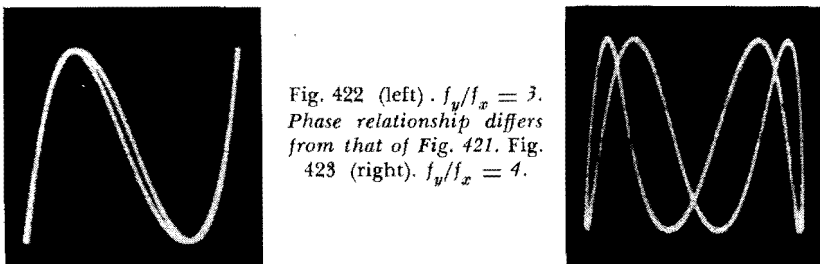 Fig. 422 (left). f_y/f_x = 3.
Phase relationship differs
from that of Fig. 421. Fig.
423 (right). f_y/f_x = 4.